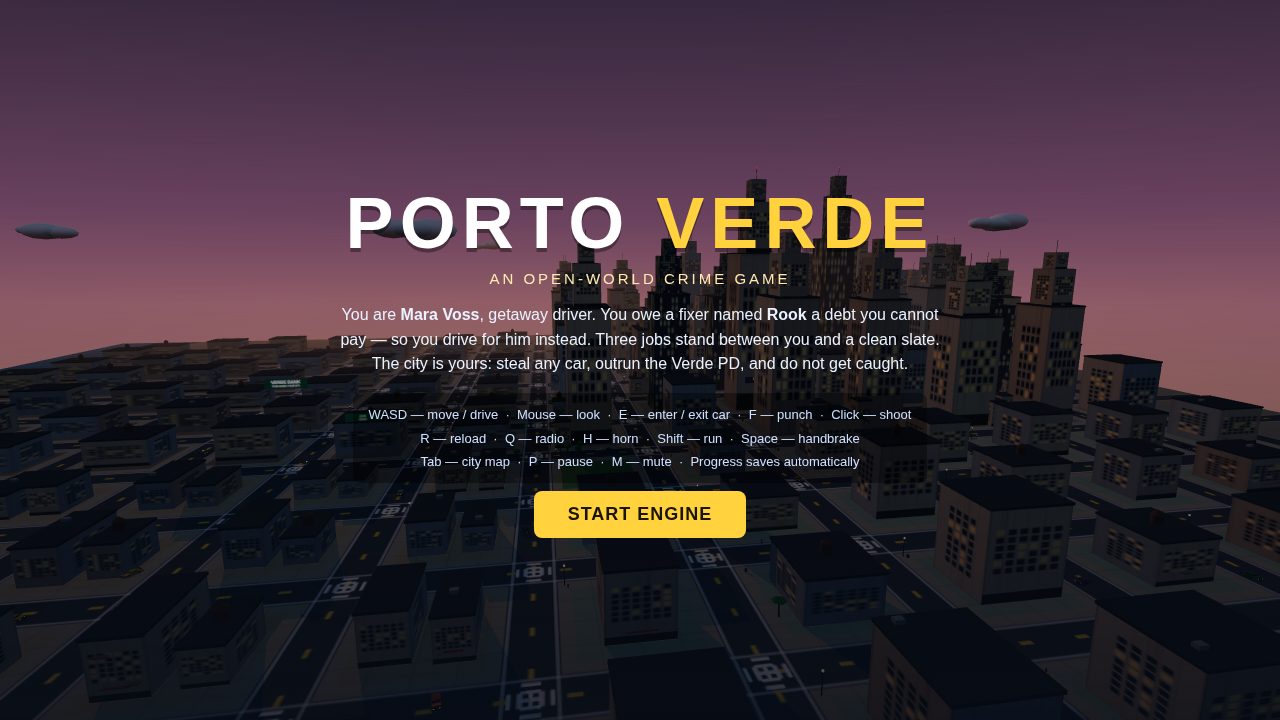 PORTO VERDE
AN OPEN-WORLD CRIME GAME
You are Mara Voss, getaway driver. You owe a fixer named Rook a debt you cannot
pay — so you drive for him instead. Three jobs stand between you and a clean slate.
The city is yours: steal any car, outrun the Verde PD, and do not get caught.
WASD — move / drive · Mouse — look · E — enter / exit car · F — punch · Click — shoot
R — reload · Q — radio · H — horn · Shift — run · Space — handbrake
Tab — city map · P — pause · M — mute · Progress saves automatically
START ENGINE
VERDE BANK